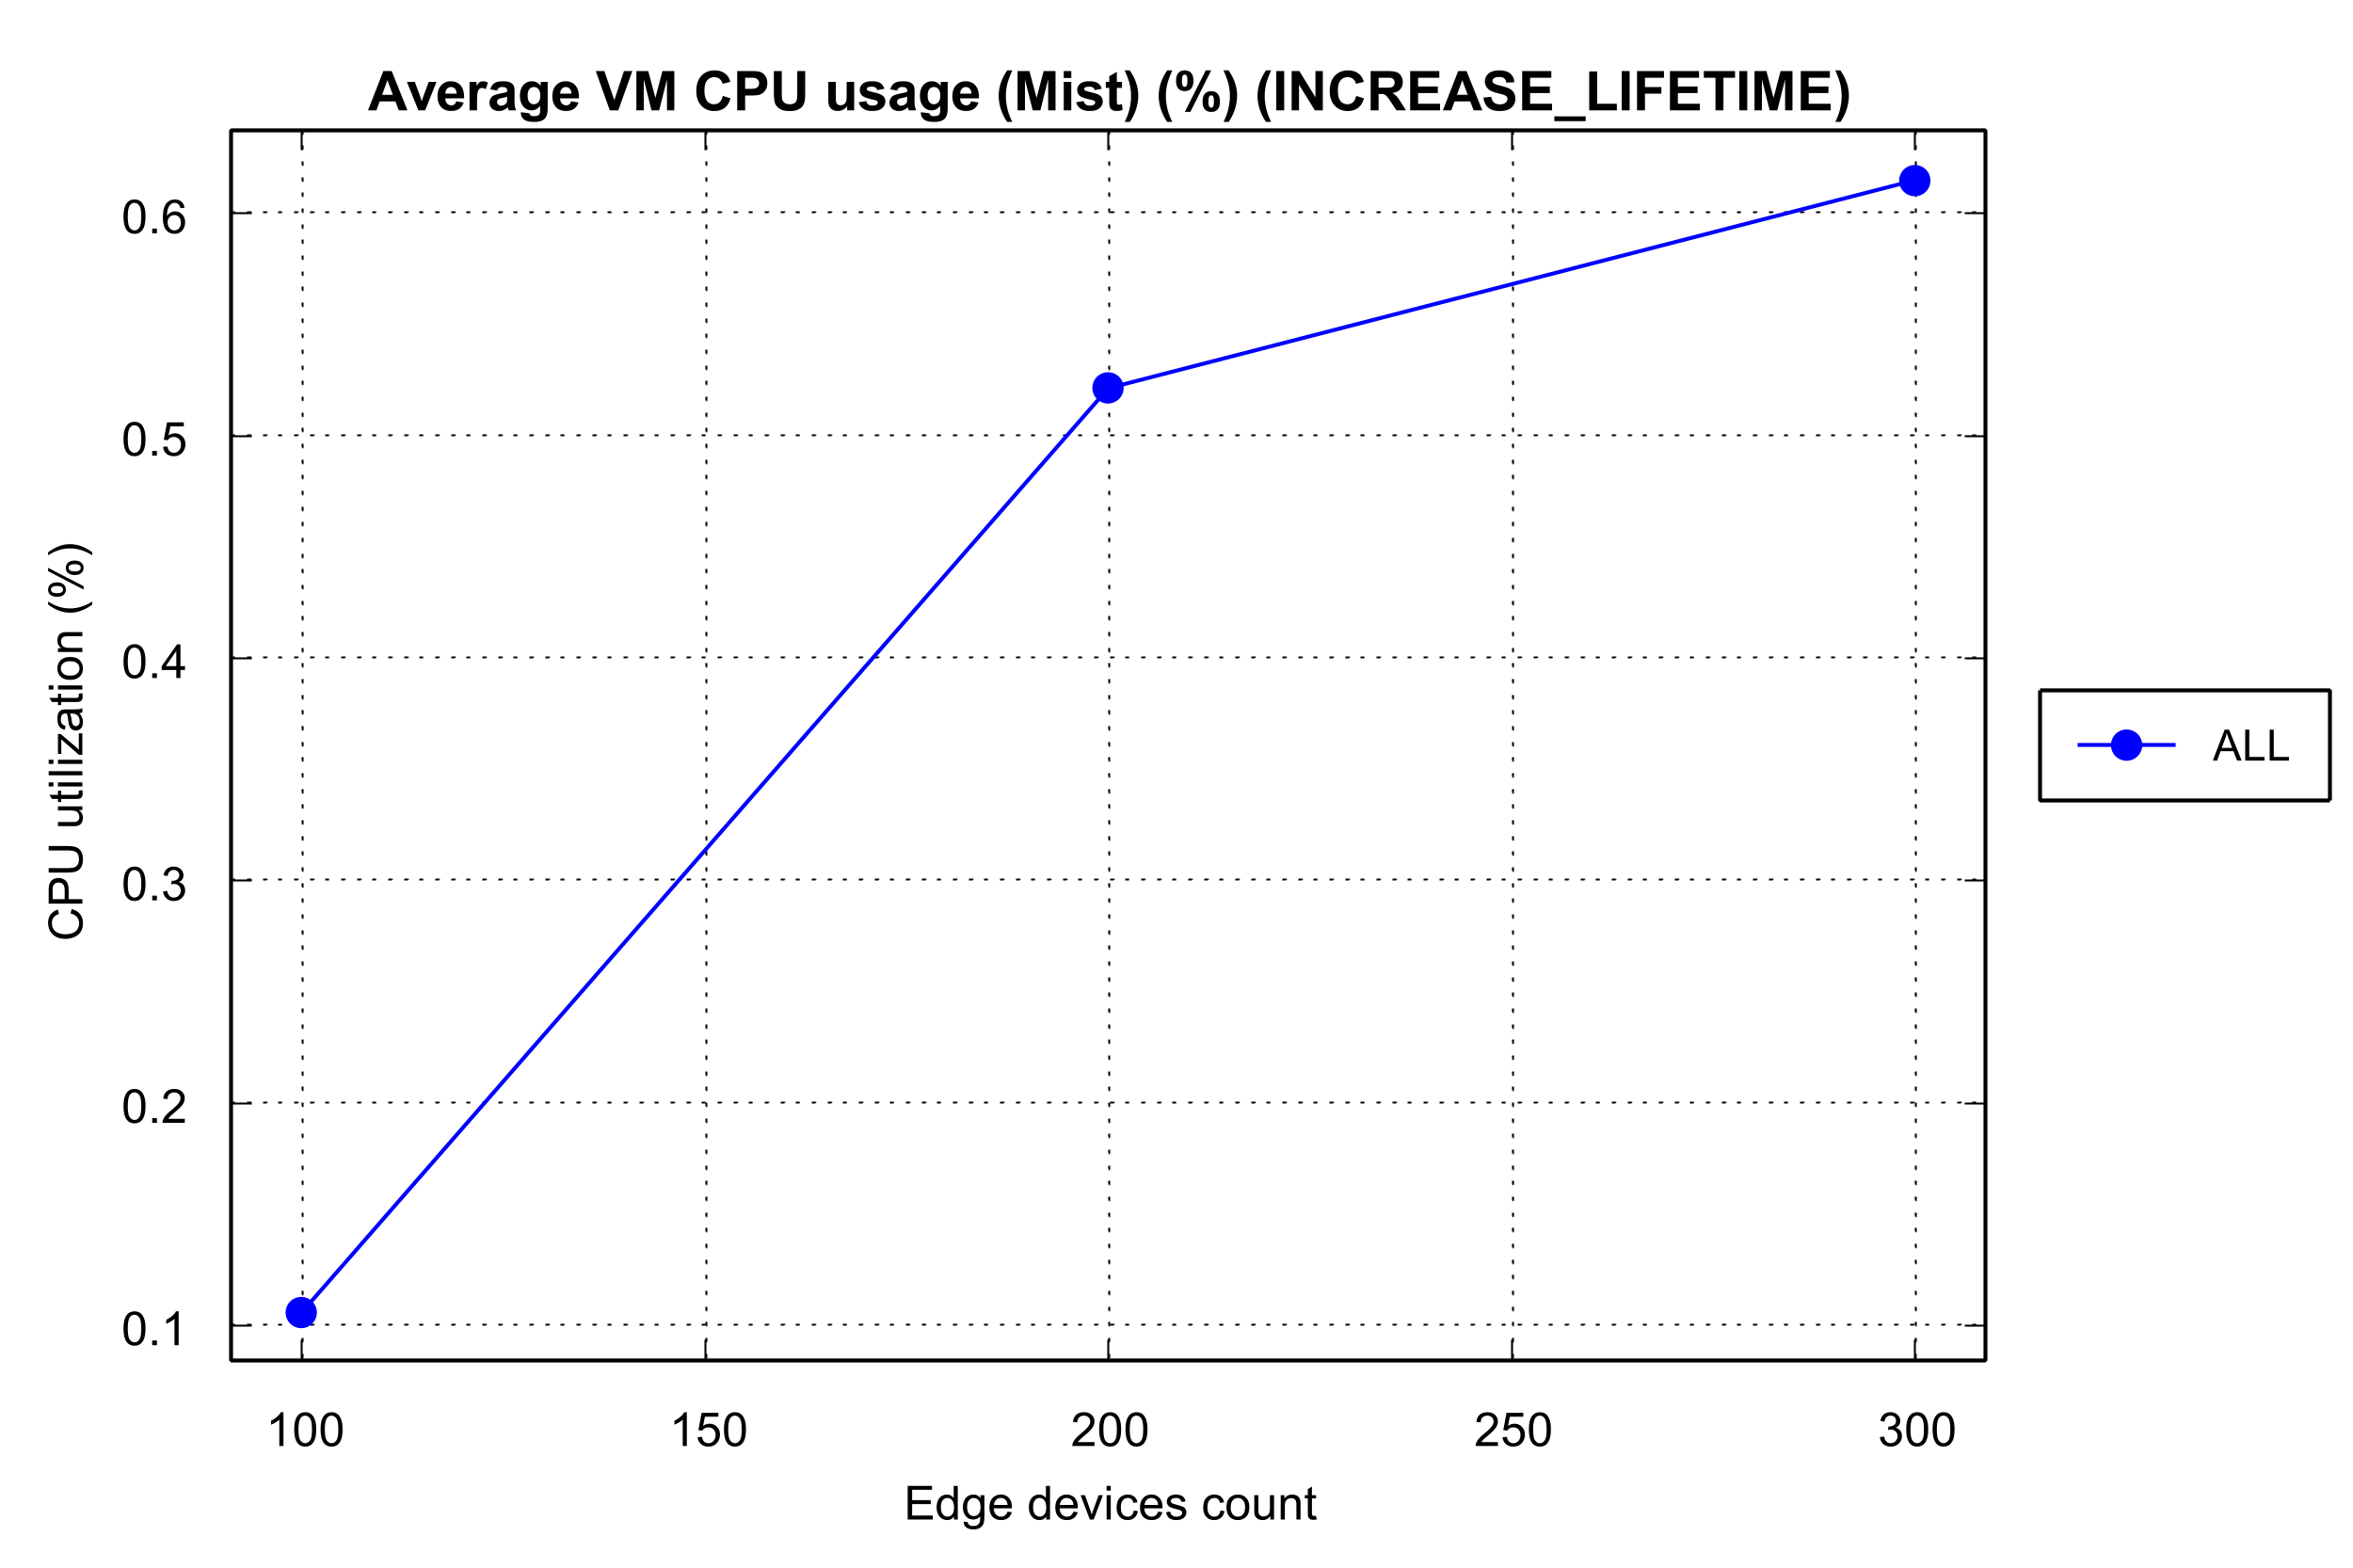 Average VM CPU usage (Mist) (%) (INCREASE_LIFETIME)
0.6
0.5
0.4
0.3
0.2
0.1
CPU utilization (%)
ALL
100 150 200 250 300
Edge devices count